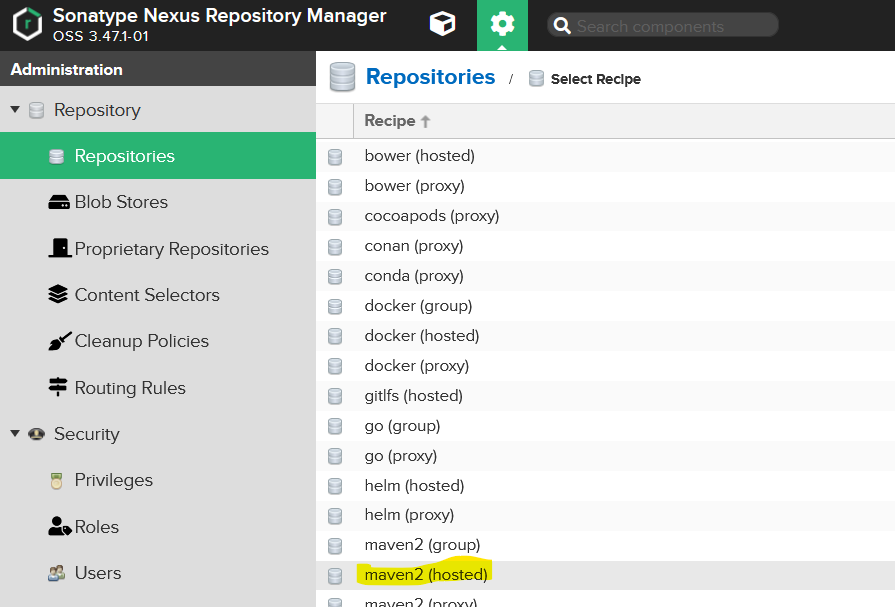 Sonatype Nexus Repository Manager
OSS 3.47.1-01
Search components
Administration
Repository
Repositories
Blob Stores
Proprietary Repositories
Content Selectors
Cleanup Policies
Routing Rules
Security
Privileges
Roles
Users
Repositories / Select Recipe
Recipe
bower (hosted)
bower (proxy)
cocoapods (proxy)
conan (proxy)
conda (proxy)
docker (group)
docker (hosted)
docker (proxy)
gitlfs (hosted)
go (group)
go (proxy)
helm (hosted)
helm (proxy)
maven2 (group)
maven2 (hosted)
maven2 (proxy)